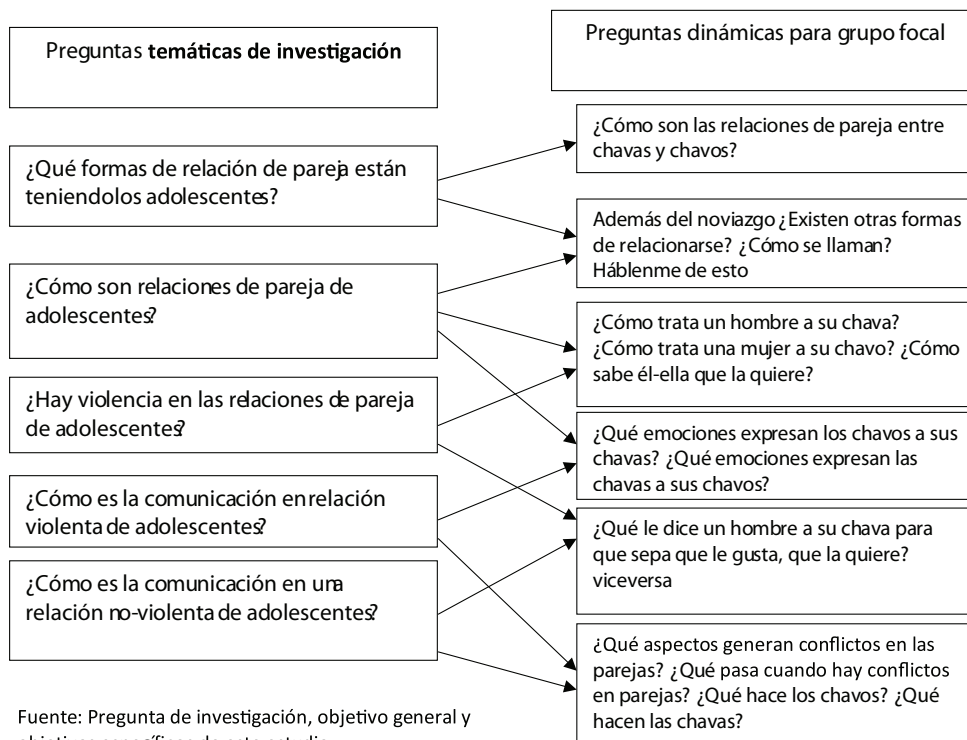 Preguntas temáticas de investigación
¿Qué formas de relación de pareja están
teniendolos adolescentes?
¿Cómo son relaciones de pareja de
adolescentes?
¿Hay violencia en las relaciones de pareja
de adolescentes?
¿Cómo es la comunicación en relación
violenta de adolescentes?
¿Cómo es la comunicación en una
relación no-violenta de adolescentes?
Fuente: Pregunta de investigación, objetivo general y
Preguntas dinámicas para grupo focal
¿Cómo son las relaciones de pareja entre
chavas y chavos?
Además del noviazgo ¿Existen otras formas
de relacionarse? ¿Cómo se llaman?
Háblenme de esto
¿Cómo trata un hombre a su chava?
¿Cómo trata una mujer a su chavo? ¿Cómo
sabe él-ella que la quiere?
¿Qué emociones expresan los chavos a sus
chavas? ¿Qué emociones expresan las
chavas a sus chavos?
¿Qué le dice un hombre a su chava para
que sepa que le gusta, que la quiere?
viceversa
¿Qué aspectos generan conflictos en las
parejas? ¿Qué pasa cuando hay conflictos
en parejas? ¿Qué hace los chavos? ¿Qué
hacen las chavas?